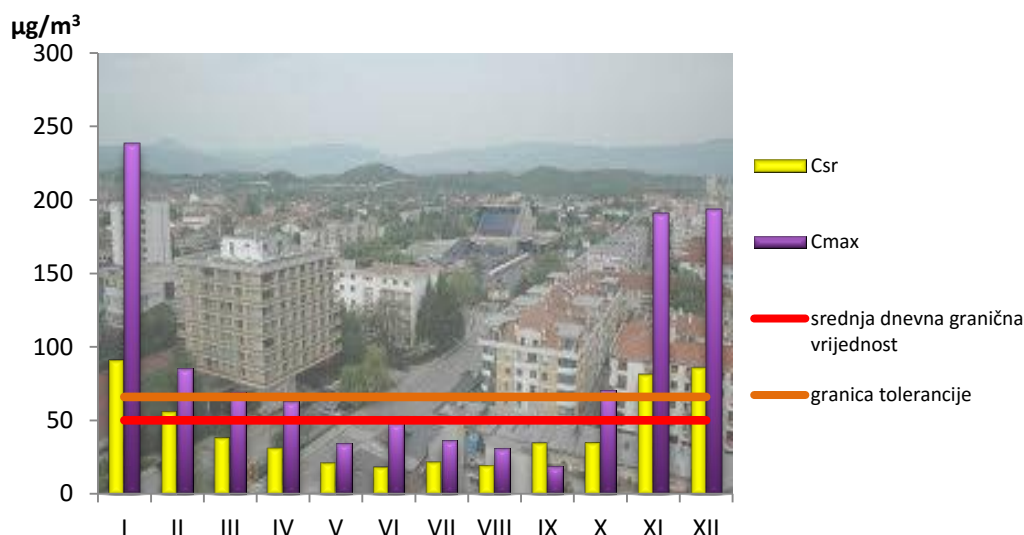 µg/m³
300
250
200
150
100
50
0
I II III IV V VI VII VIII IX X XI XII
Csr
Cmax
srednja dnevna granična
vrijednost
granica tolerancije